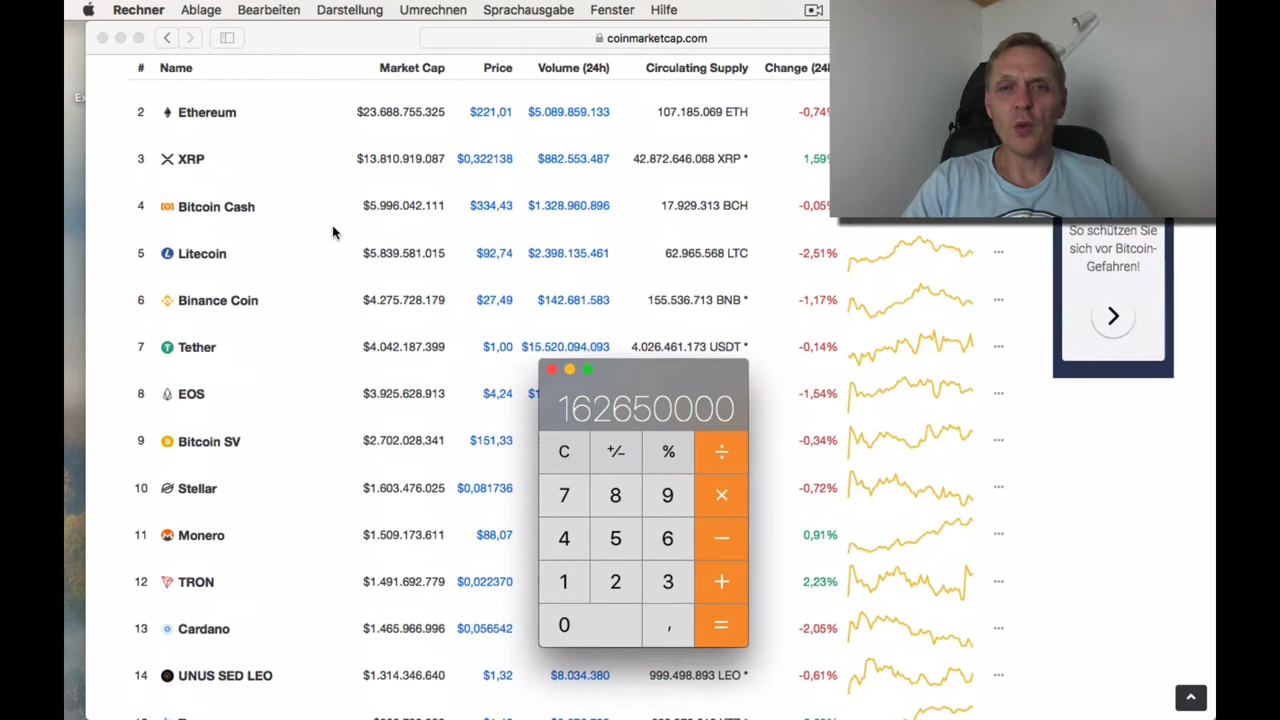 Rechner Ablage Bearbeiten Darstellung Umrechnen Sprachausgabe Fenster Hilfe
coinmarketcap.com
# Name Market Cap Price Volume (24h) Circulating Supply Change (24h
2 Ethereum $23.688.755.325 $221,01 $5.089.859.133 107.185.069 ETH -0,74%
3 XRP $13.810.919.087 $0,322138 $882.553.487 42.872.646.068 XRP * 1,59%
4 Bitcoin Cash $5.996.042.111 $334,43 $1.328.960.896 17.929.313 BCH -0,05%
5 Litecoin $5.839.581.015 $92,74 $2.398.135.461 62.965.568 LTC -2,51%
6 Binance Coin $4.275.728.179 $27,49 $142.681.583 155.536.713 BNB * -1,17%
7 Tether $4.042.187.399 $1,00 $15.520.094.093 4.026.461.173 USDT * -0,14%
8 EOS $3.925.628.913 $4,24 -1,54%
9 Bitcoin SV $2.702.028.341 $151,33 -0,34%
10 Stellar $1.603.476.025 $0,081736 -0,72%
11 Monero $1.509.173.611 $88,07 0,91%
12 TRON $1.491.692.779 $0,022370 2,23%
13 Cardano $1.465.966.996 $0,056542 -2,05%
14 UNUS SED LEO $1.314.346.640 $1,32 $8.034.380 999.498.893 LEO * -0,61%
So schützen Sie
sich vor Bitcoin-
Gefahren!
162650000
C +/- % ÷
7 8 9 ×
4 5 6 −
1 2 3 +
0 , =